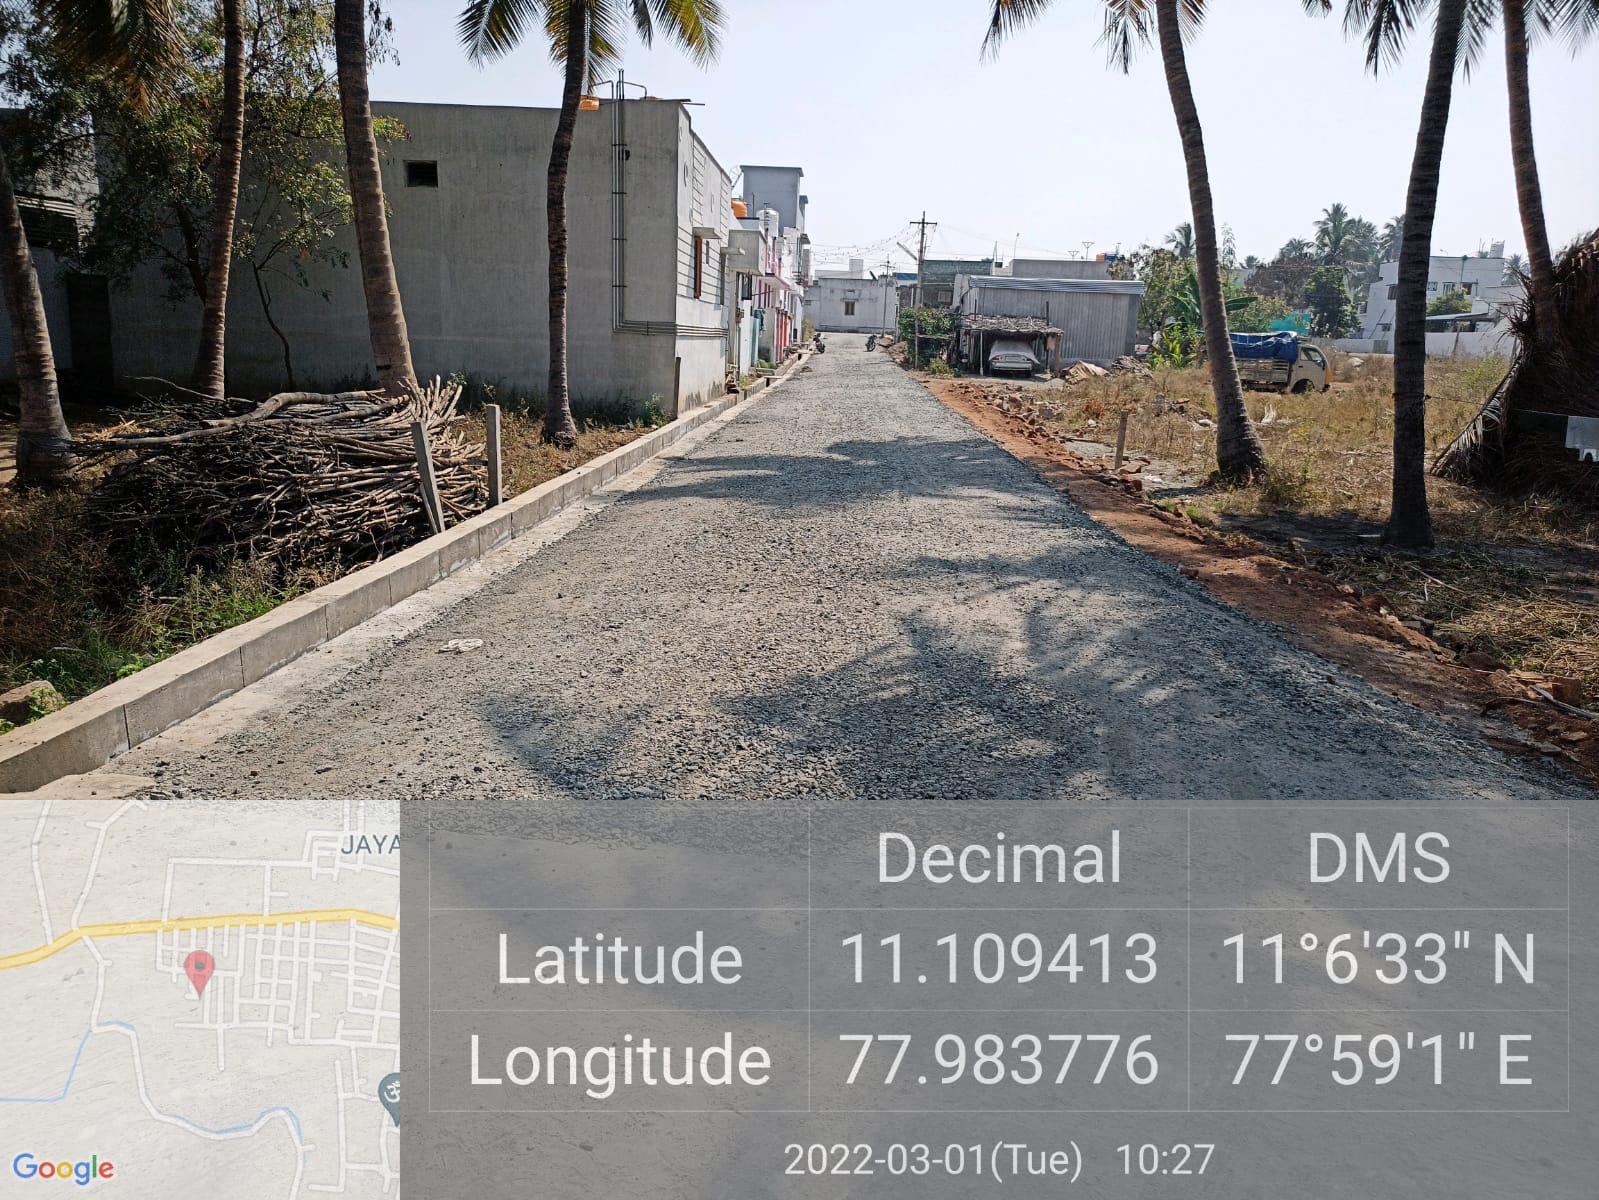 JAYA
Google
Decimal DMS
Latitude 11.109413 11°6'33" N
Longitude 77.983776 77°59'1" E
2022-03-01(Tue) 10:27